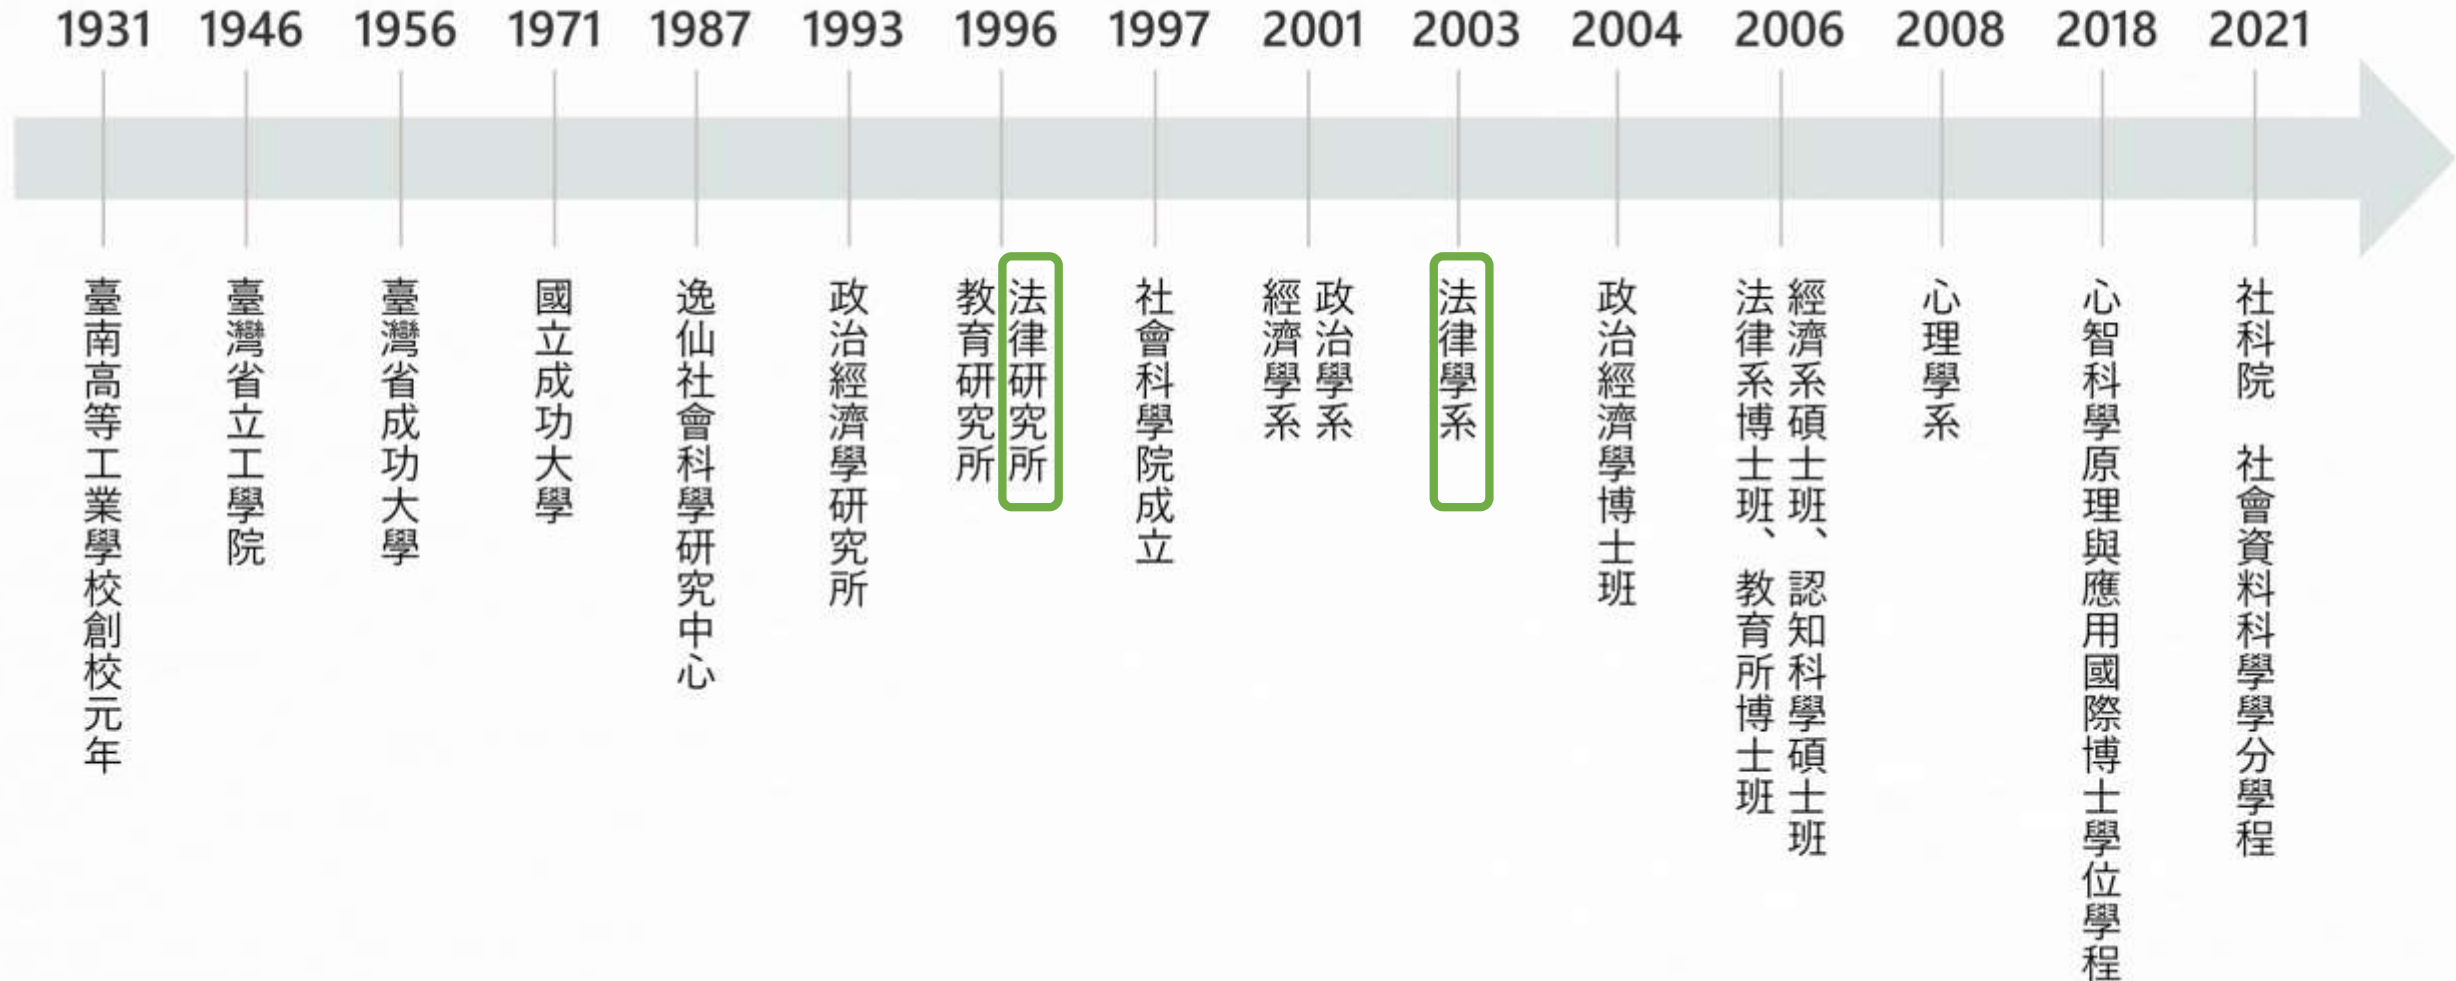 1931
臺南高等工業學校創校元年
1946
臺灣省立工學院
1956
臺灣省成功大學
1971
國立成功大學
1987
逸仙社會科學研究中心
1993
政治經濟學研究所
1996
法律研究所
教育研究所
1997
社會科學院成立
2001
政治學系
經濟學系
2003
法律學系
2004
政治經濟學博士班
2006
經濟系碩士班、認知科學碩士班
法律系博士班、教育所博士班
2008
心理學系
2018
心智科學原理與應用國際博士學位學程
2021
社科院 社會資料科學學分學程